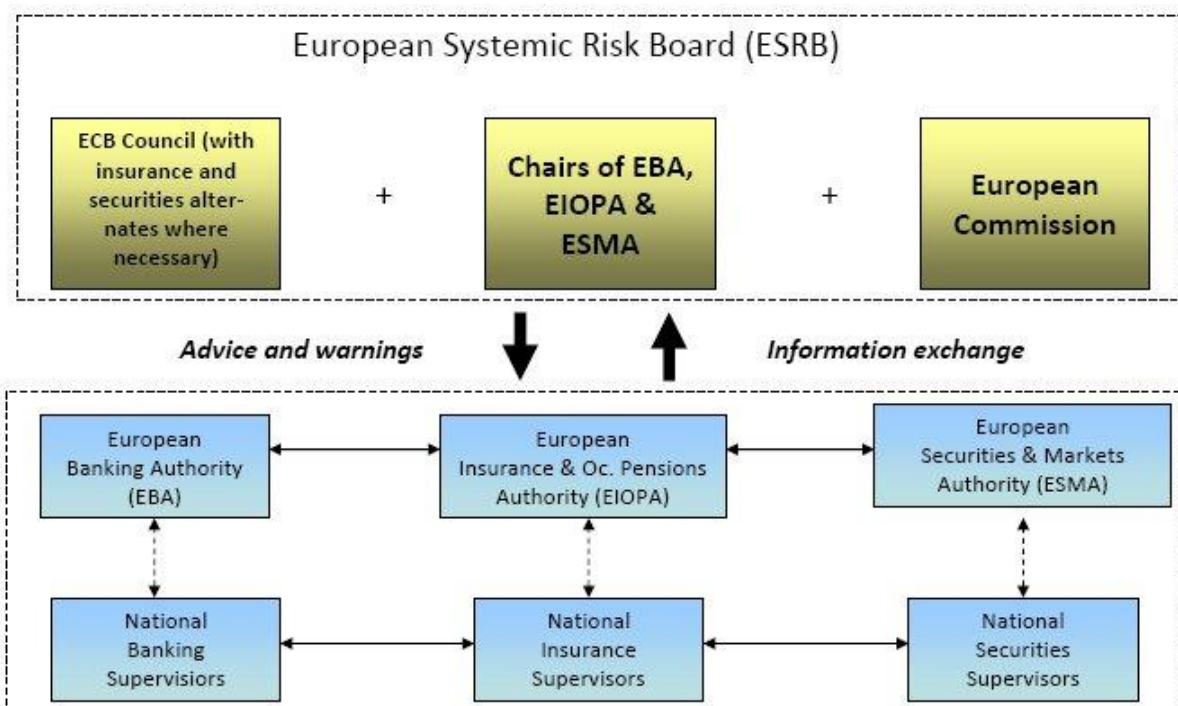 European Systemic Risk Board (ESRB)
ECB Council (with
insurance and
securities alter-
nates where
necessary)
+
Chairs of EBA,
EIOPA &
ESMA
+
European
Commission
Advice and warnings
Information exchange
European
Banking Authority
(EBA)
European
Insurance & Oc. Pensions
Authority (EIOPA)
European
Securities & Markets
Authority (ESMA)
National
Banking
Supervisiors
National
Insurance
Supervisors
National
Securities
Supervisors